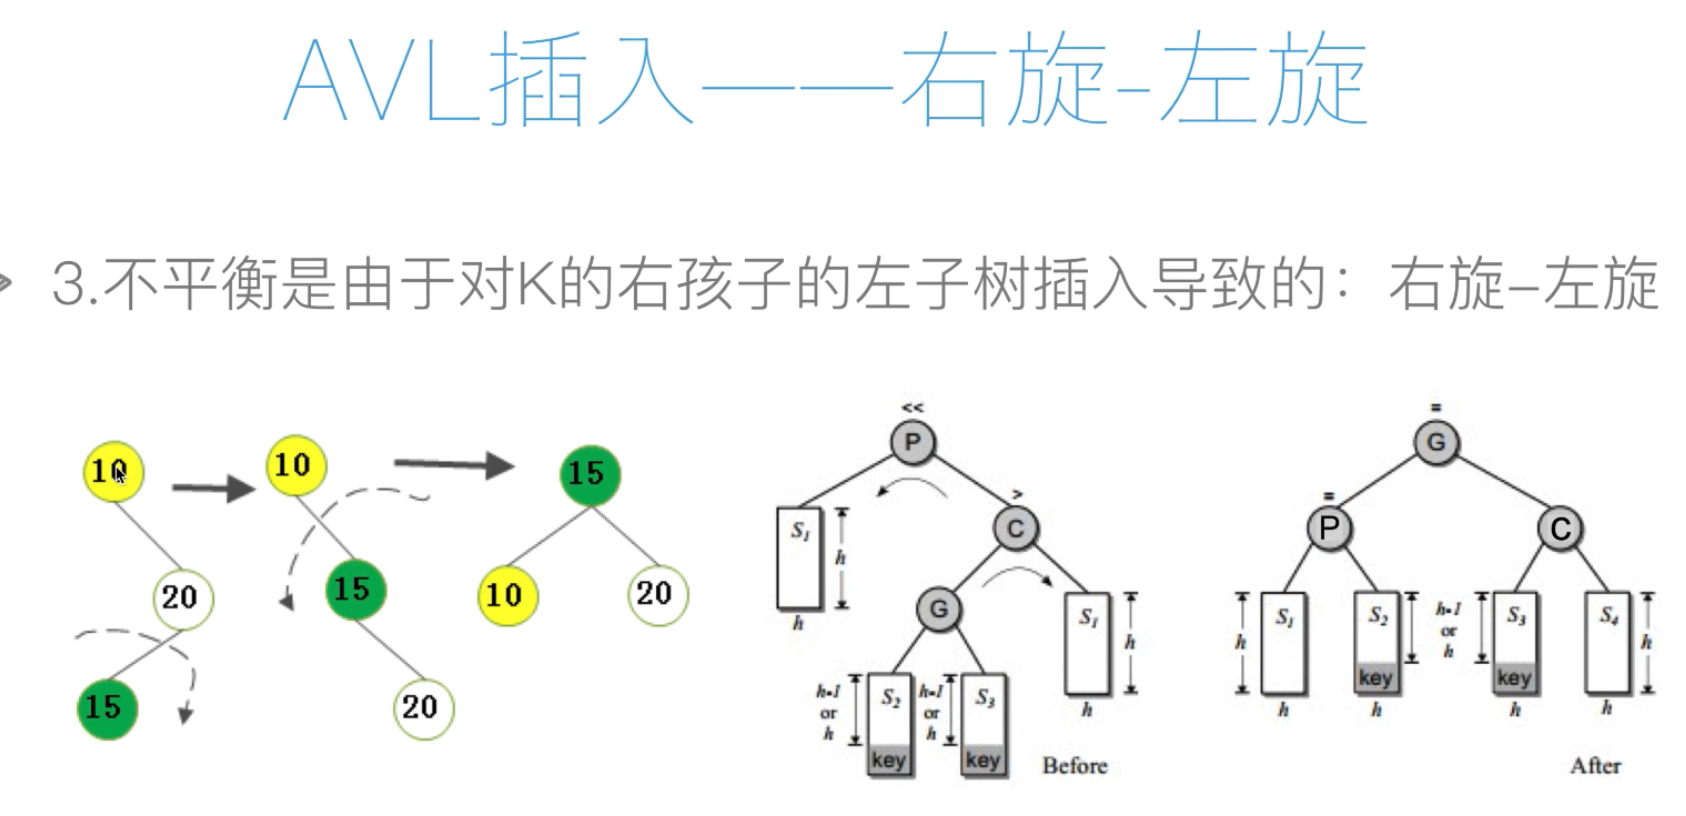 AVL插入——右旋-左旋
3.不平衡是由于对K的右孩子的左子树插入导致的：右旋–左旋
10
20
15
10
15
20
15
10
20
<<
P
>
C
S1
h
h
G
S1
h
h
h-1
or
h
S2
key
h-1
or
h
S3
key
Before
=
G
=
P
C
h
S1
h
S2
key
h
h-1
or
h
S3
key
h
S4
h
h
After